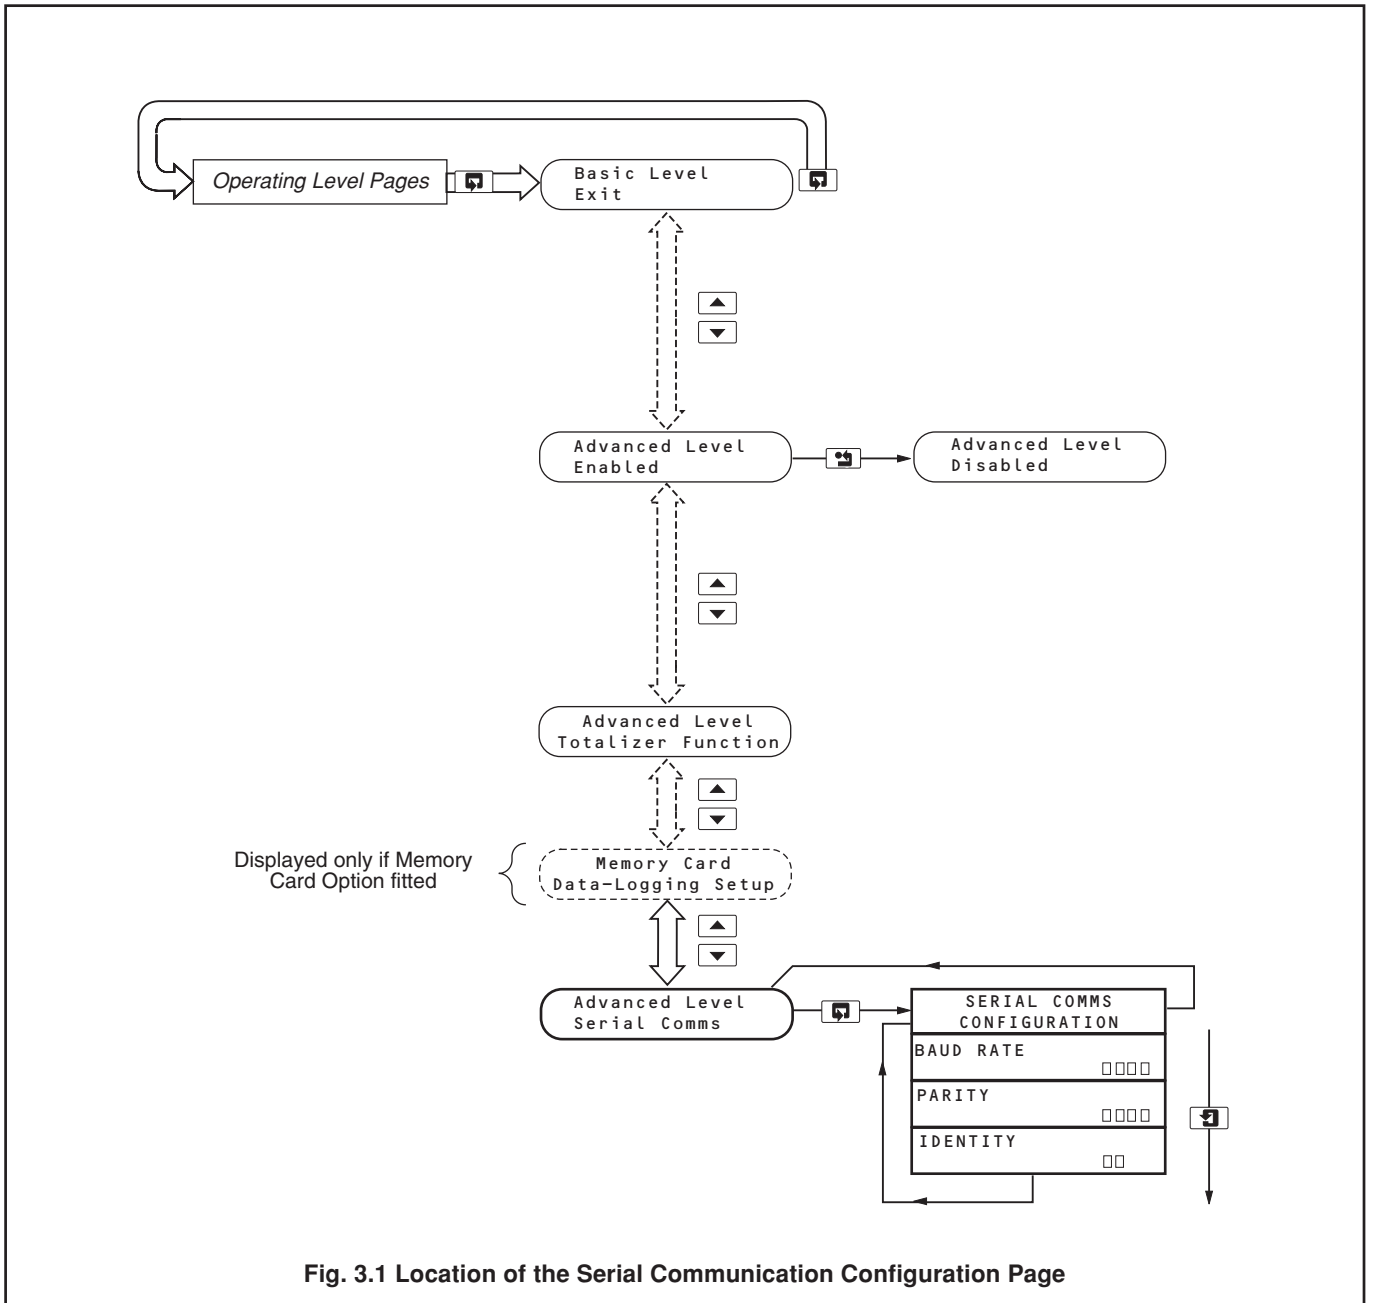 Operating Level Pages
Basic Level
Exit
Advanced Level
Enabled
Advanced Level
Disabled
Advanced Level
Totalizer Function
Displayed only if Memory
Card Option fitted
Memory Card
Data-Logging Setup
Advanced Level
Serial Comms
SERIAL COMMS
CONFIGURATION
BAUD RATE
PARITY
IDENTITY
Fig. 3.1 Location of the Serial Communication Configuration Page